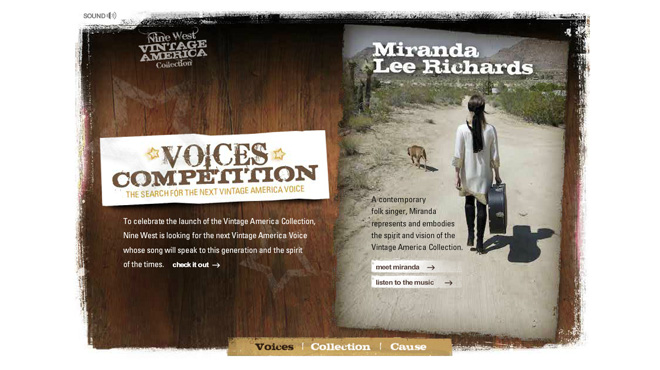 SOUND
Nine West
VINTAGE
AMERICA
Collection
Miranda
Lee Richards
VOICES
COMPETITION
THE SEARCH FOR THE NEXT VINTAGE AMERICA VOICE
To celebrate the launch of the Vintage America Collection,
Nine West is looking for the next Vintage America Voice
whose song will speak to this generation and the spirit
of the times. check it out →
A contemporary
folk singer, Miranda
represents and embodies
the spirit and vision of the
Vintage America Collection.
meet miranda →
listen to the music →
Voices | Collection | Cause